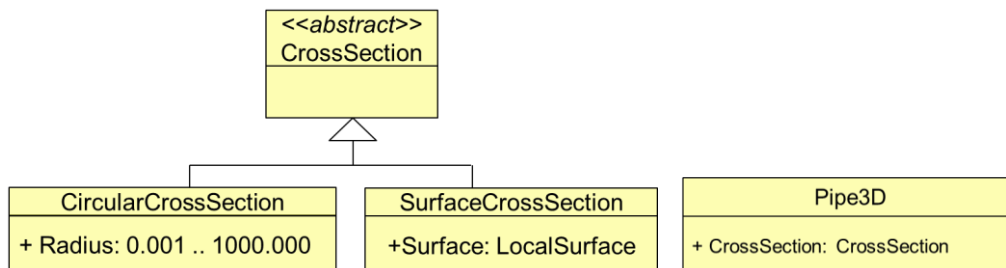 <<abstract>>
CrossSection
CircularCrossSection
+ Radius: 0.001 .. 1000.000
SurfaceCrossSection
+Surface: LocalSurface
Pipe3D
+ CrossSection: CrossSection